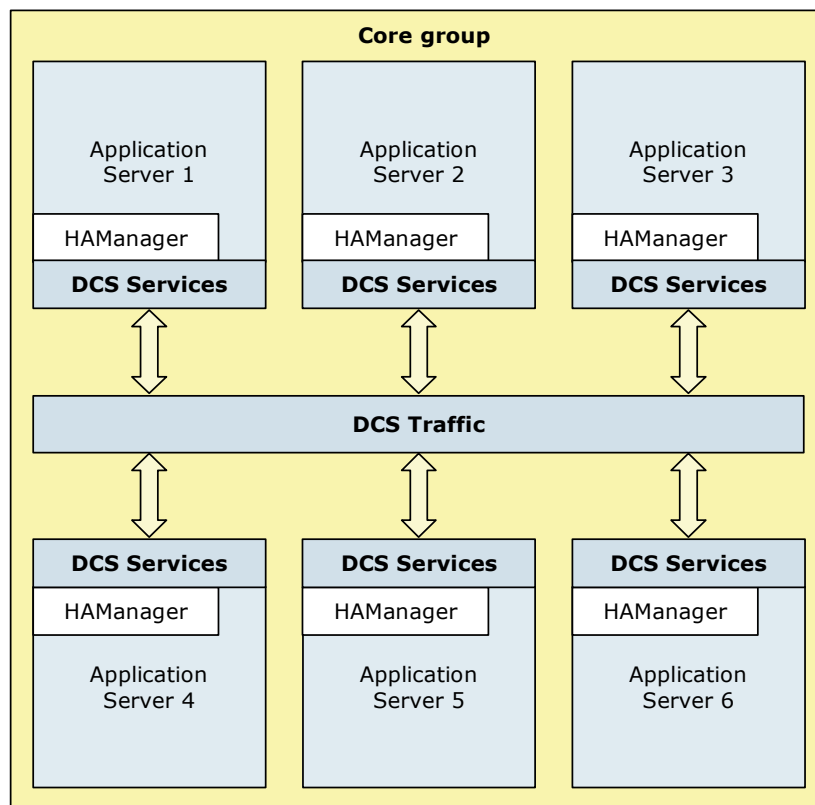 Core group
Application
Server 1
Application
Server 2
Application
Server 3
HAManager
HAManager
HAManager
DCS Services
DCS Services
DCS Services
DCS Traffic
DCS Services
DCS Services
DCS Services
HAManager
HAManager
HAManager
Application
Server 4
Application
Server 5
Application
Server 6